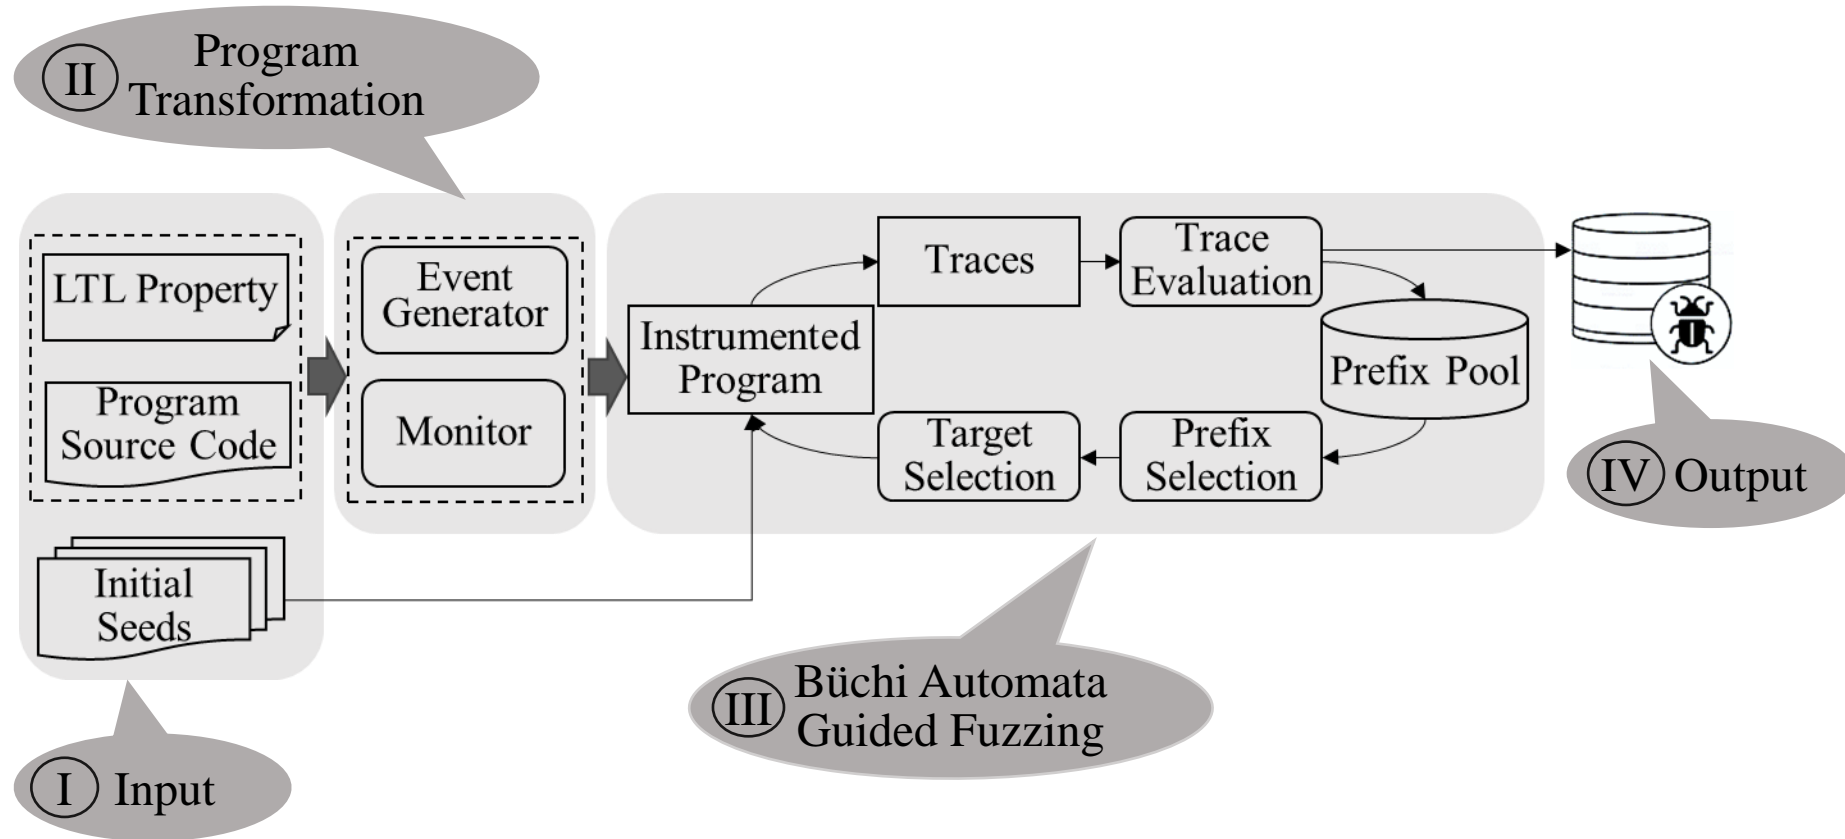 II
Program
Transformation
LTL Property
Program
Source Code
Initial
Seeds
I Input
Event
Generator
Monitor
Instrumented
Program
Traces
Trace
Evaluation
Prefix Pool
Prefix
Selection
Target
Selection
III
Büchi Automata
Guided Fuzzing
IV Output